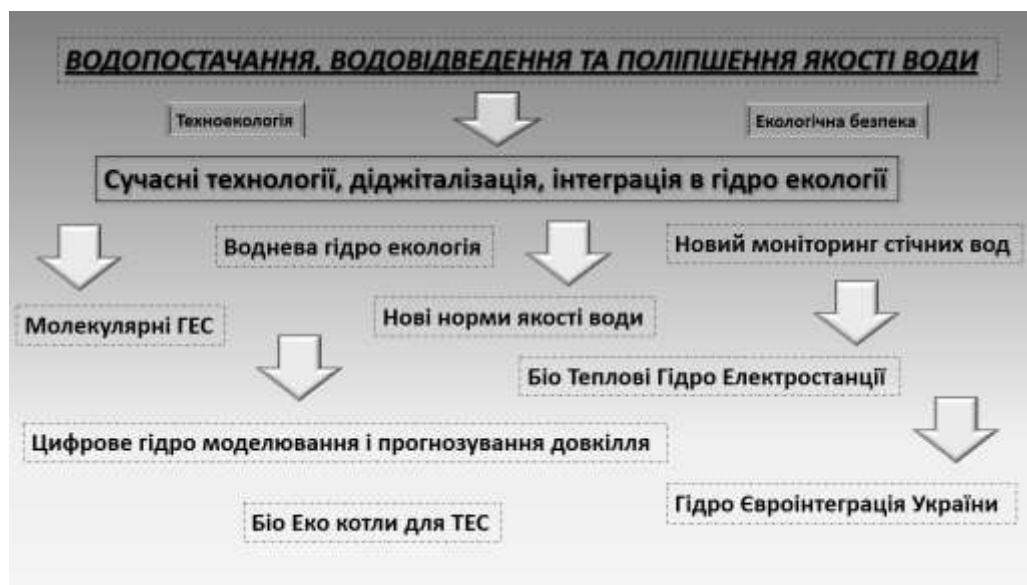 ВОДОПОСТАЧАННЯ, ВОДОВІДВЕДЕННЯ ТА ПОЛІПШЕННЯ ЯКОСТІ ВОДИ
Техноекологія
Екологічна безпека
Сучасні технології, діджіталізація, інтеграція в гідро екології
Воднева гідро екологія
Новий моніторинг стічних вод
Молекулярні ГЕС
Нові норми якості води
Біо Теплові Гідро Електростанції
Цифрове гідро моделювання і прогнозування довкілля
Гідро Євроінтеграція України
Біо Еко котли для ТЕС